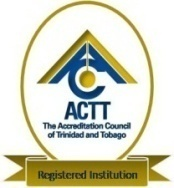 ACTT
The Accreditation Council
of Trinidad and Tobago
Registered Institution